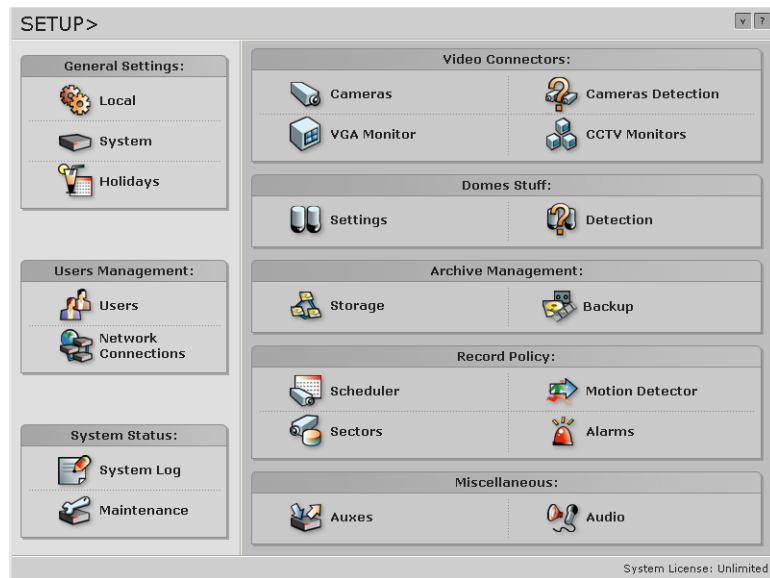 SETUP>
v ?
General Settings:
Local
System
Holidays
Users Management:
Users
Network
Connections
System Status:
System Log
Maintenance
Video Connectors:
Cameras
Cameras Detection
VGA Monitor
CCTV Monitors
Domes Stuff:
Settings
Detection
Archive Management:
Storage
Backup
Record Policy:
Scheduler
Motion Detector
Sectors
Alarms
Miscellaneous:
Auxes
Audio
System License: Unlimited